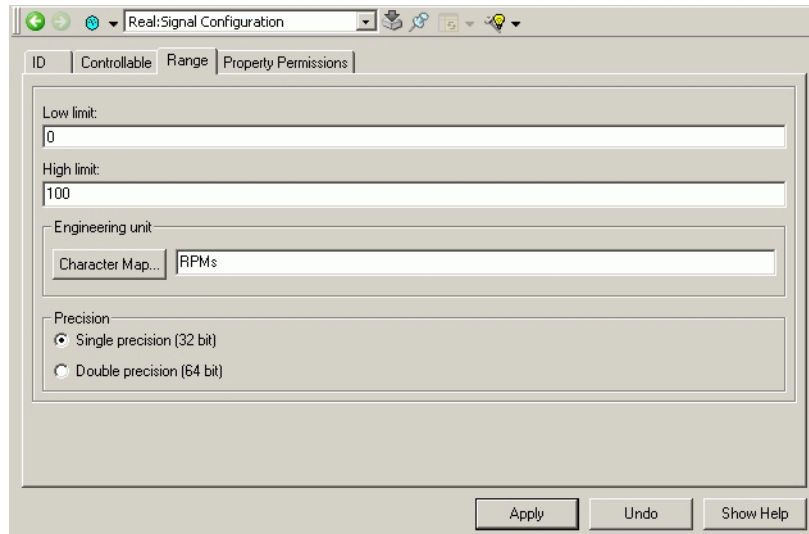 Real:Signal Configuration
ID Controllable Range Property Permissions
Low limit:
0
High limit:
100
Engineering unit
Character Map... RPMs
Precision
Single precision (32 bit)
Double precision (64 bit)
Apply Undo Show Help